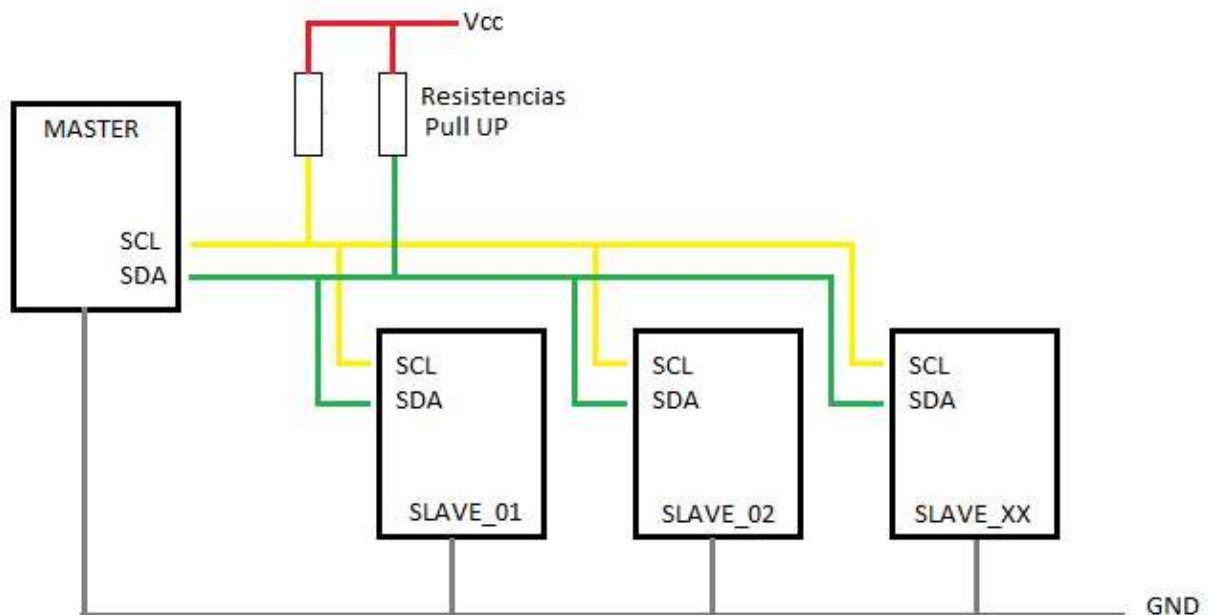 Vcc
Resistencias
Pull UP
MASTER
SCL
SDA
SCL
SDA
SLAVE_01
SCL
SDA
SLAVE_02
SCL
SDA
SLAVE_XX
GND